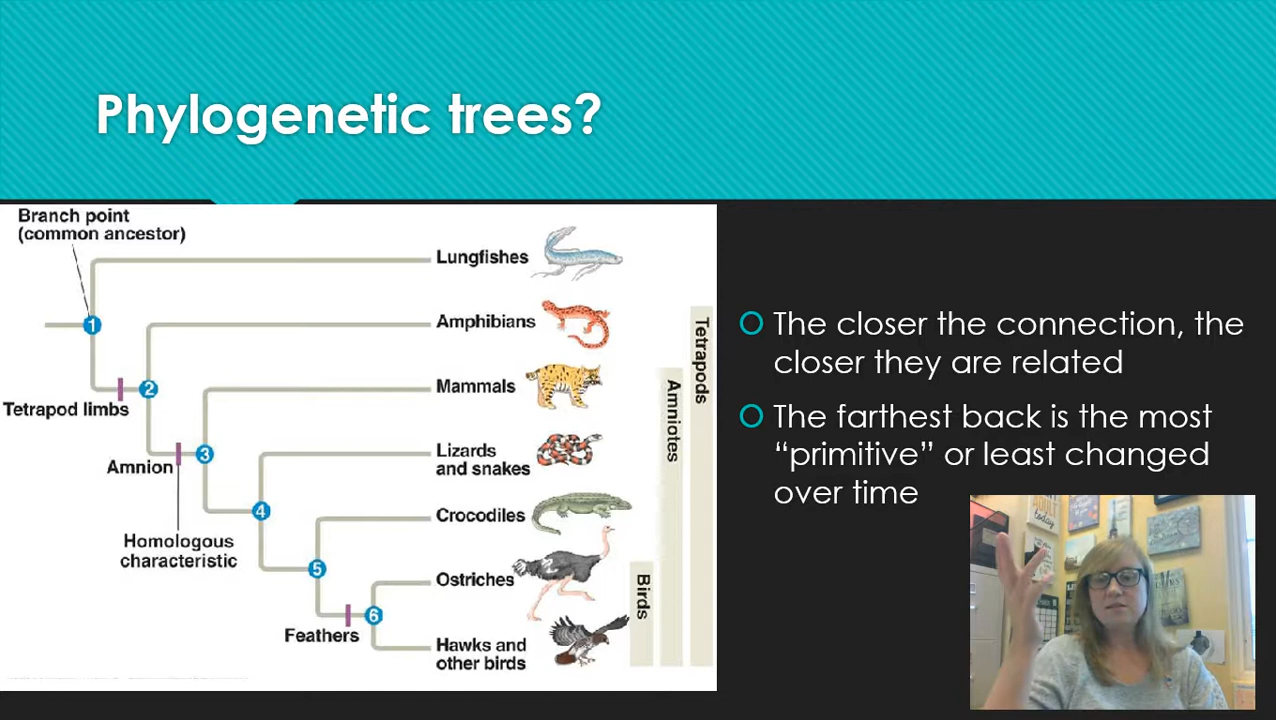 Phylogenetic trees?
Branch point
(common ancestor)
1
Lungfishes
Amphibians
2
Tetrapod limbs
Mammals
3
Amnion
Lizards
and snakes
4
Homologous
characteristic
Crocodiles
5
Ostriches
6
Feathers
Hawks and
other birds
Birds
Amniotes
Tetrapods
The closer the connection, the
closer they are related
The farthest back is the most
“primitive” or least changed
over time
today